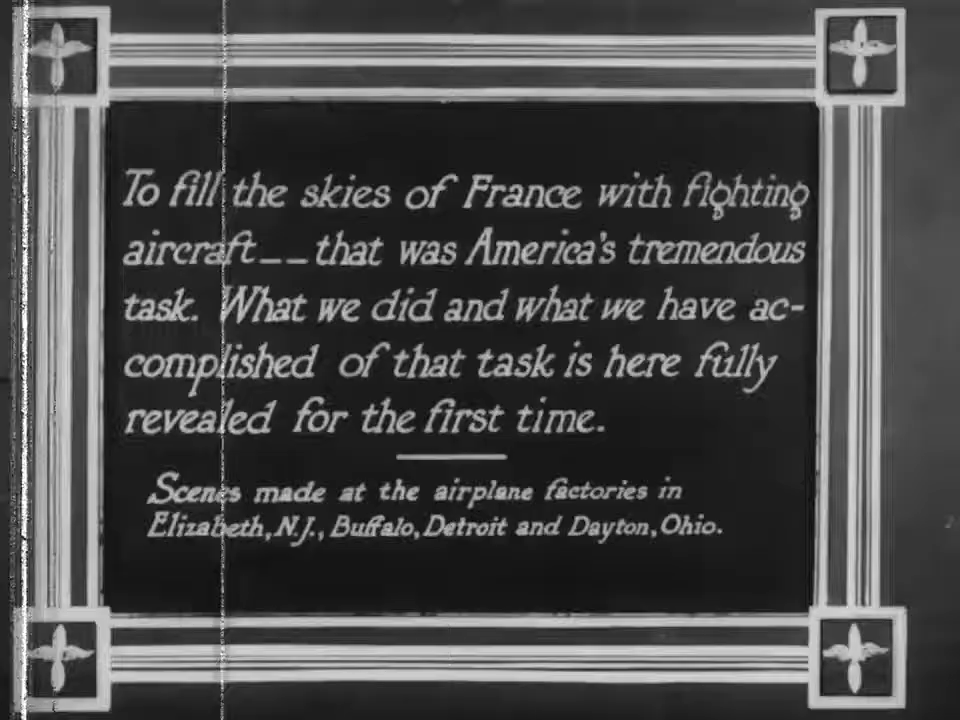 To fill the skies of France with fighting
aircraft__that was America's tremendous
task. What we did and what we have ac-
complished of that task is here fully
revealed for the first time.
Scenes made at the airplane factories in
Elizabeth, N.J., Buffalo, Detroit and Dayton, Ohio.